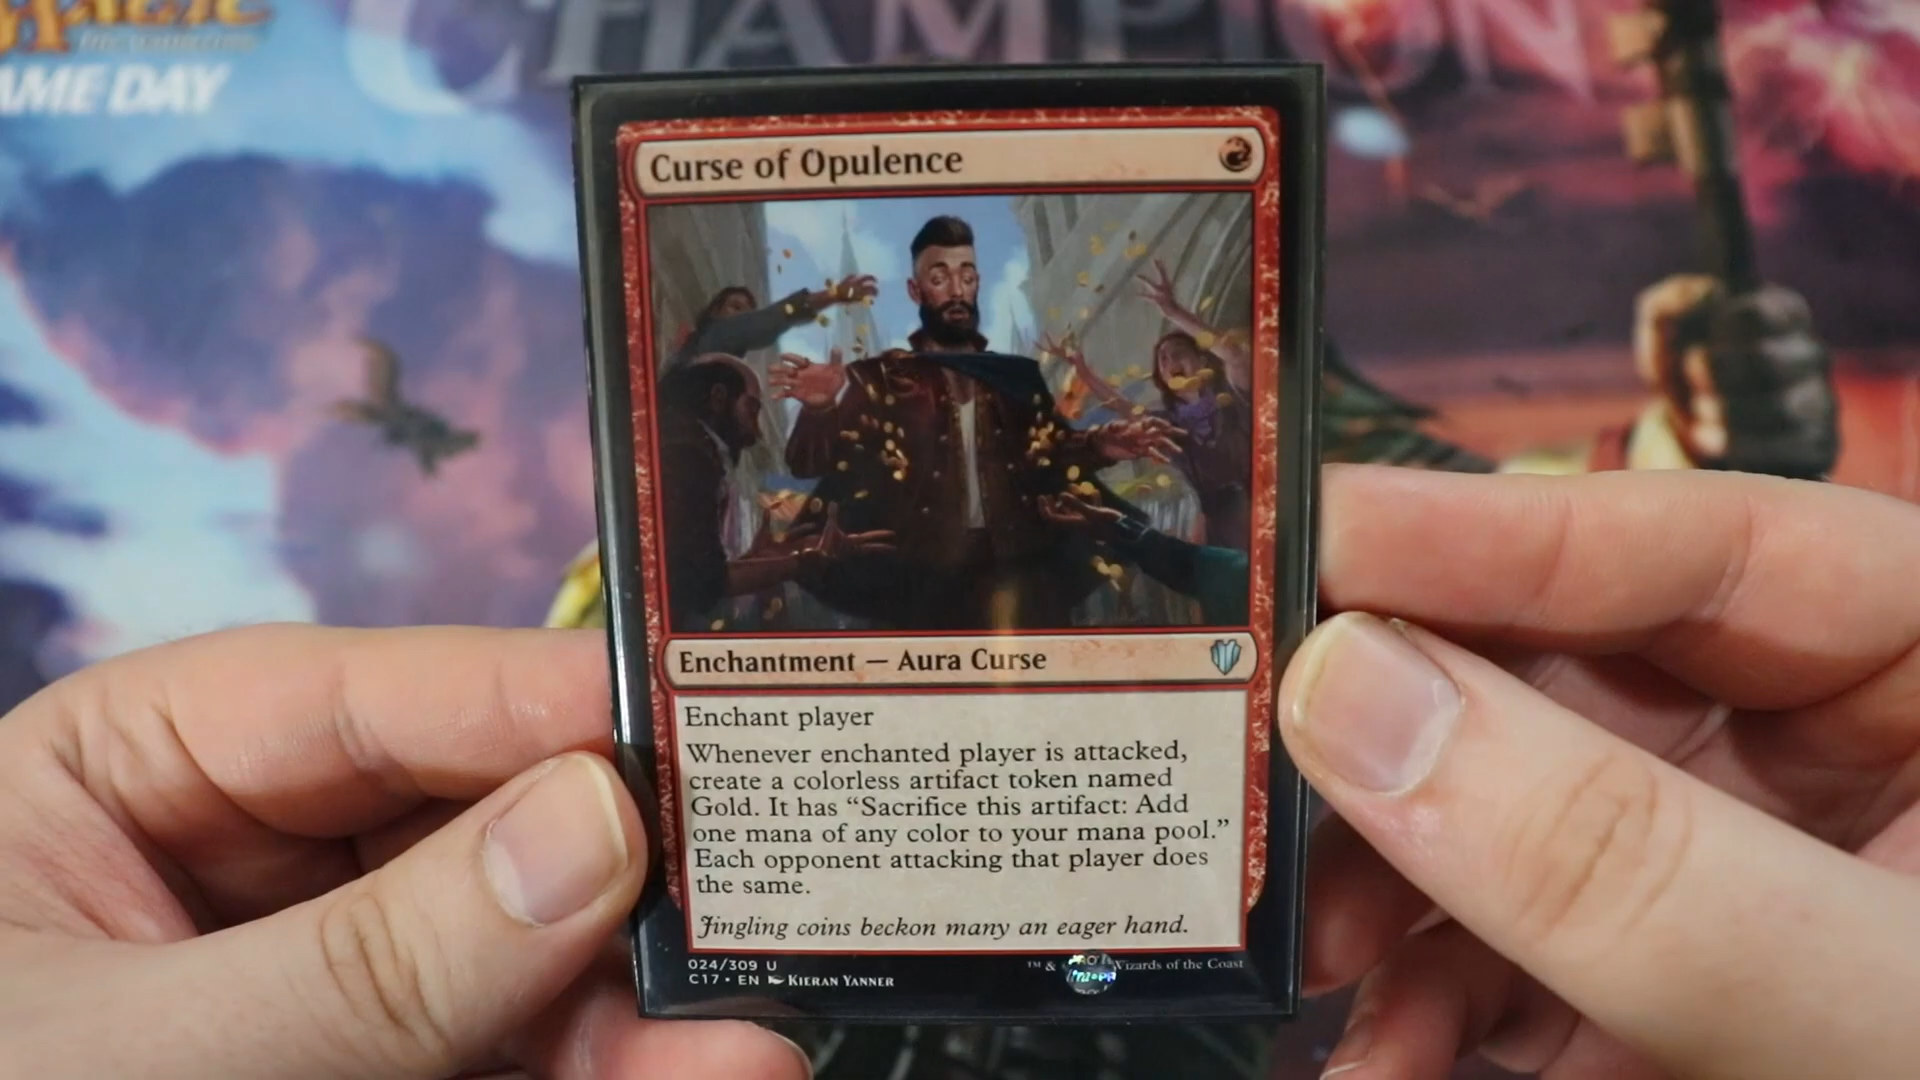 MAGIC
GAME DAY
CHAMPION
Curse of Opulence
Enchantment — Aura Curse
Enchant player
Whenever enchanted player is attacked,
create a colorless artifact token named
Gold. It has “Sacrifice this artifact: Add
one mana of any color to your mana pool.”
Each opponent attacking that player does
the same.
Jingling coins beckon many an eager hand.
024/309 U
C17 • EN KIERAN YANNER
™ & Wizards of the Coast